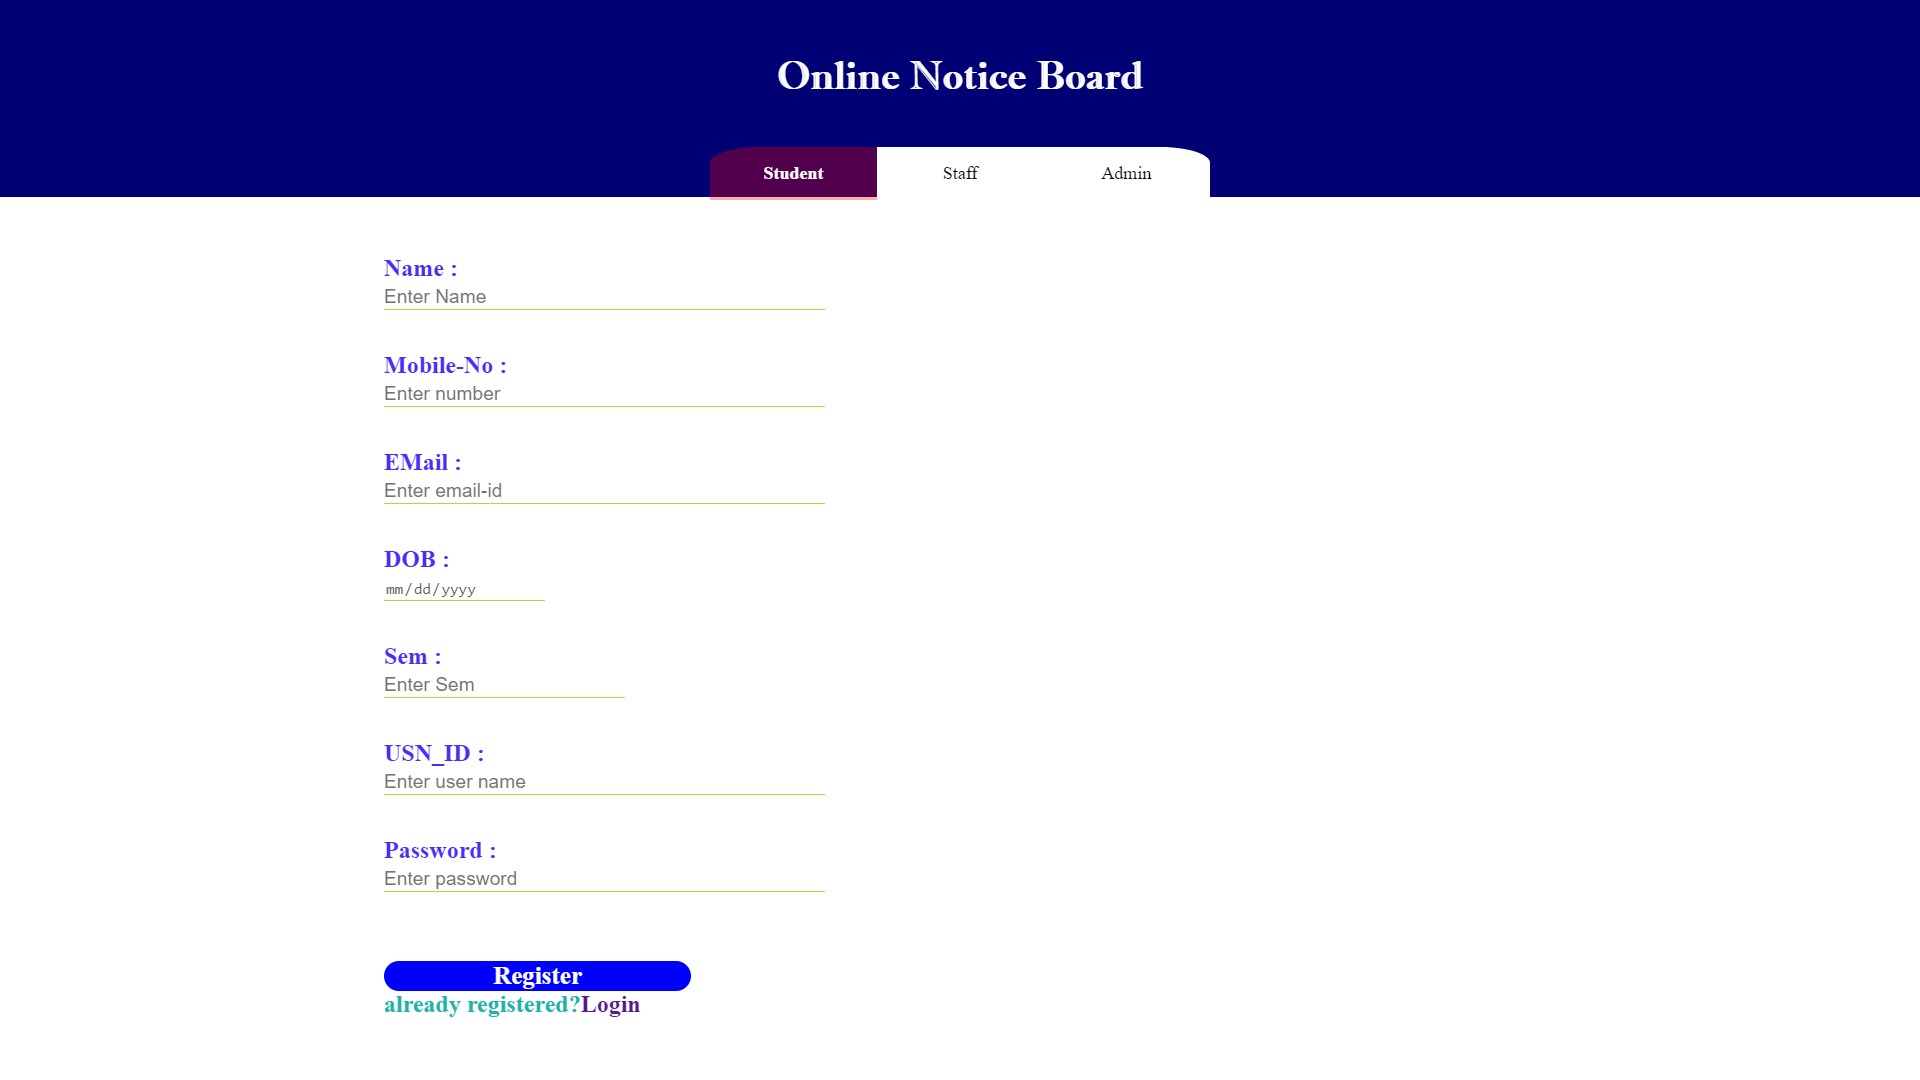 Online Notice Board
Student Staff Admin
Name :
Enter Name
Mobile-No :
Enter number
EMail :
Enter email-id
DOB :
mm/dd/yyyy
Sem :
Enter Sem
USN_ID :
Enter user name
Password :
Enter password
Register
already registered?Login